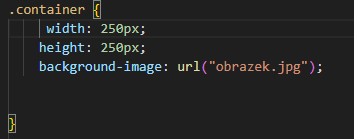 .container {
width: 250px;
height: 250px;
background-image: url("obrazek.jpg");
}